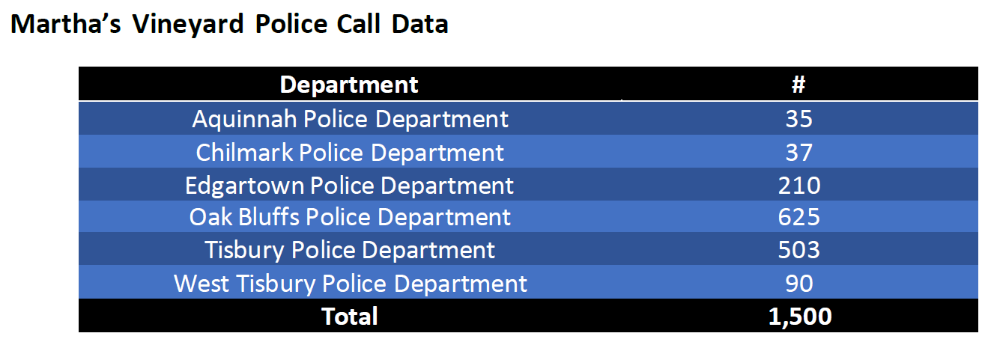 Martha’s Vineyard Police Call Data
Department #
Aquinnah Police Department 35
Chilmark Police Department 37
Edgartown Police Department 210
Oak Bluffs Police Department 625
Tisbury Police Department 503
West Tisbury Police Department 90
Total 1,500